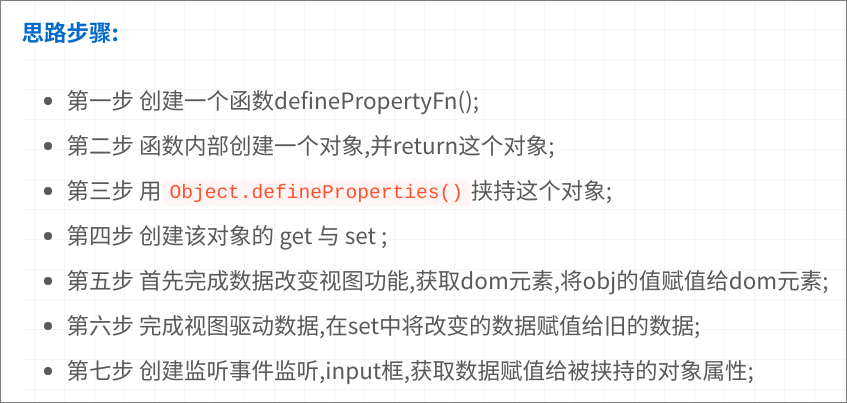 思路步骤:
第一步 创建一个函数definePropertyFn();
第二步 函数内部创建一个对象,并return这个对象;
第三步 用 Object.defineProperties() 挟持这个对象;
第四步 创建该对象的 get 与 set ;
第五步 首先完成数据改变视图功能,获取dom元素,将obj的值赋值给dom元素;
第六步 完成视图驱动数据,在set中将改变的数据赋值给旧的数据;
第七步 创建监听事件监听,input框,获取数据赋值给被挟持的对象属性;